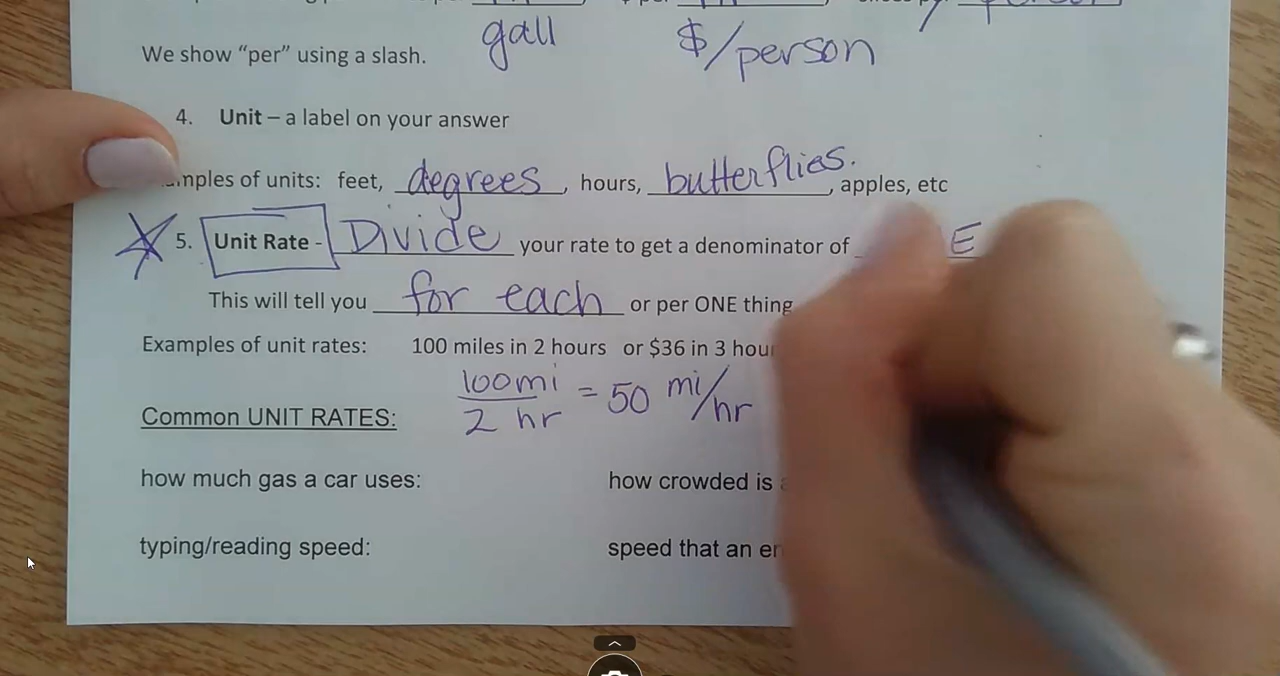 gall $/person
We show “per” using a slash.
4. Unit – a label on your answer
mples of units: feet, degrees, hours, butterflies., apples, etc
5. Unit Rate - Divide your rate to get a denominator of E
This will tell you for each or per ONE thing
Examples of unit rates: 100 miles in 2 hours or $36 in 3 hou
100mi
2 hr
= 50 mi/hr
Common UNIT RATES:
how much gas a car uses: how crowded is
typing/reading speed: speed that an